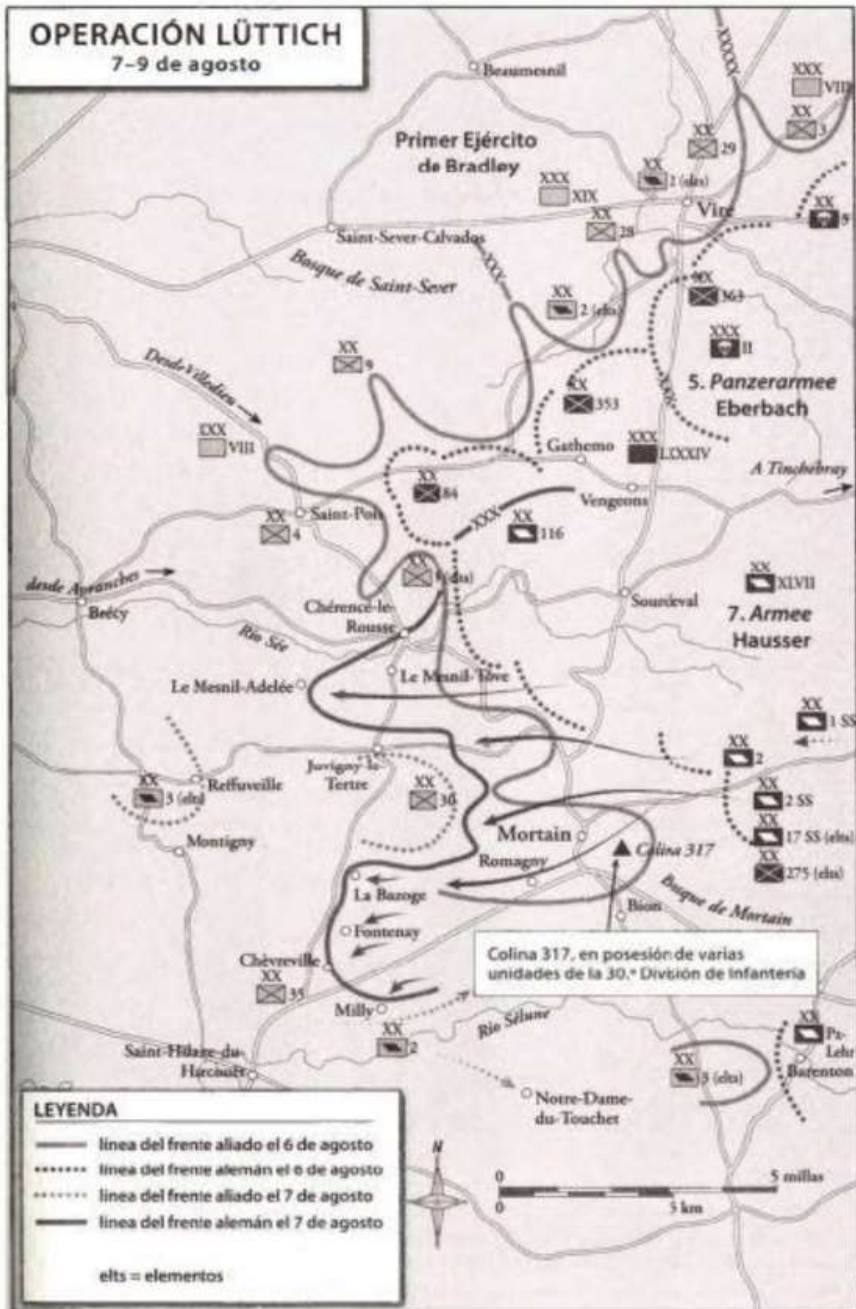 OPERACIÓN LÜTTICH
7–9 de agosto
Beaumesnil
XXXXX
XXX
VIII
XX
3
Primer Ejército
de Bradley
XX
29
XX
2 (elts)
XXX
XIX
Vire
XX
28
XX
Saint-Sever-Calvados
Bosque de Saint-Sever
XXX
XX
363
XX
2 (elts)
XXX
II
XX
9
Desde Villedieu
5. Panzerarmee
Eberbach
XX
353
XXX
VIII
Gathemo
XXX
LXXXIV
XXX
A Tinchebray
XX
84
Vengeons
Saint-Pois
XX
4
XXX
XX
116
XX
desde Avranches
Brécy
XX
XLVII
Sourdeval
Chérence-le-
Rousse
7. Armee
Hausser
Río Sée
Le Mesnil-Adelée
Le Mesnil-Tove
XX
1 SS
XX
2
Juvigny-le-
Tertre
XX
3 (elts)
Reffuveille
XX
30
XX
2 SS
Mortain
XX
17 SS (elts)
Montigny
Colina 317
Romagny
XX
275 (elts)
La Bazoge
Bosque de Mortain
Bion
Fontenay
Colina 317, en posesión de varias
unidades de la 30.ª División de Infantería
Chèvreville
XX
35
Milly
Río Sélune
XX
2
XX
Pz-
Lehr
Saint-Hilaire-du-
Harcouët
Barenton
XX
3 (elts)
Notre-Dame-
du-Touchet
LEYENDA
línea del frente aliado el 6 de agosto
línea del frente alemán el 6 de agosto
línea del frente aliado el 7 de agosto
línea del frente alemán el 7 de agosto
elts = elementos
N
0 5 millas
0 5 km